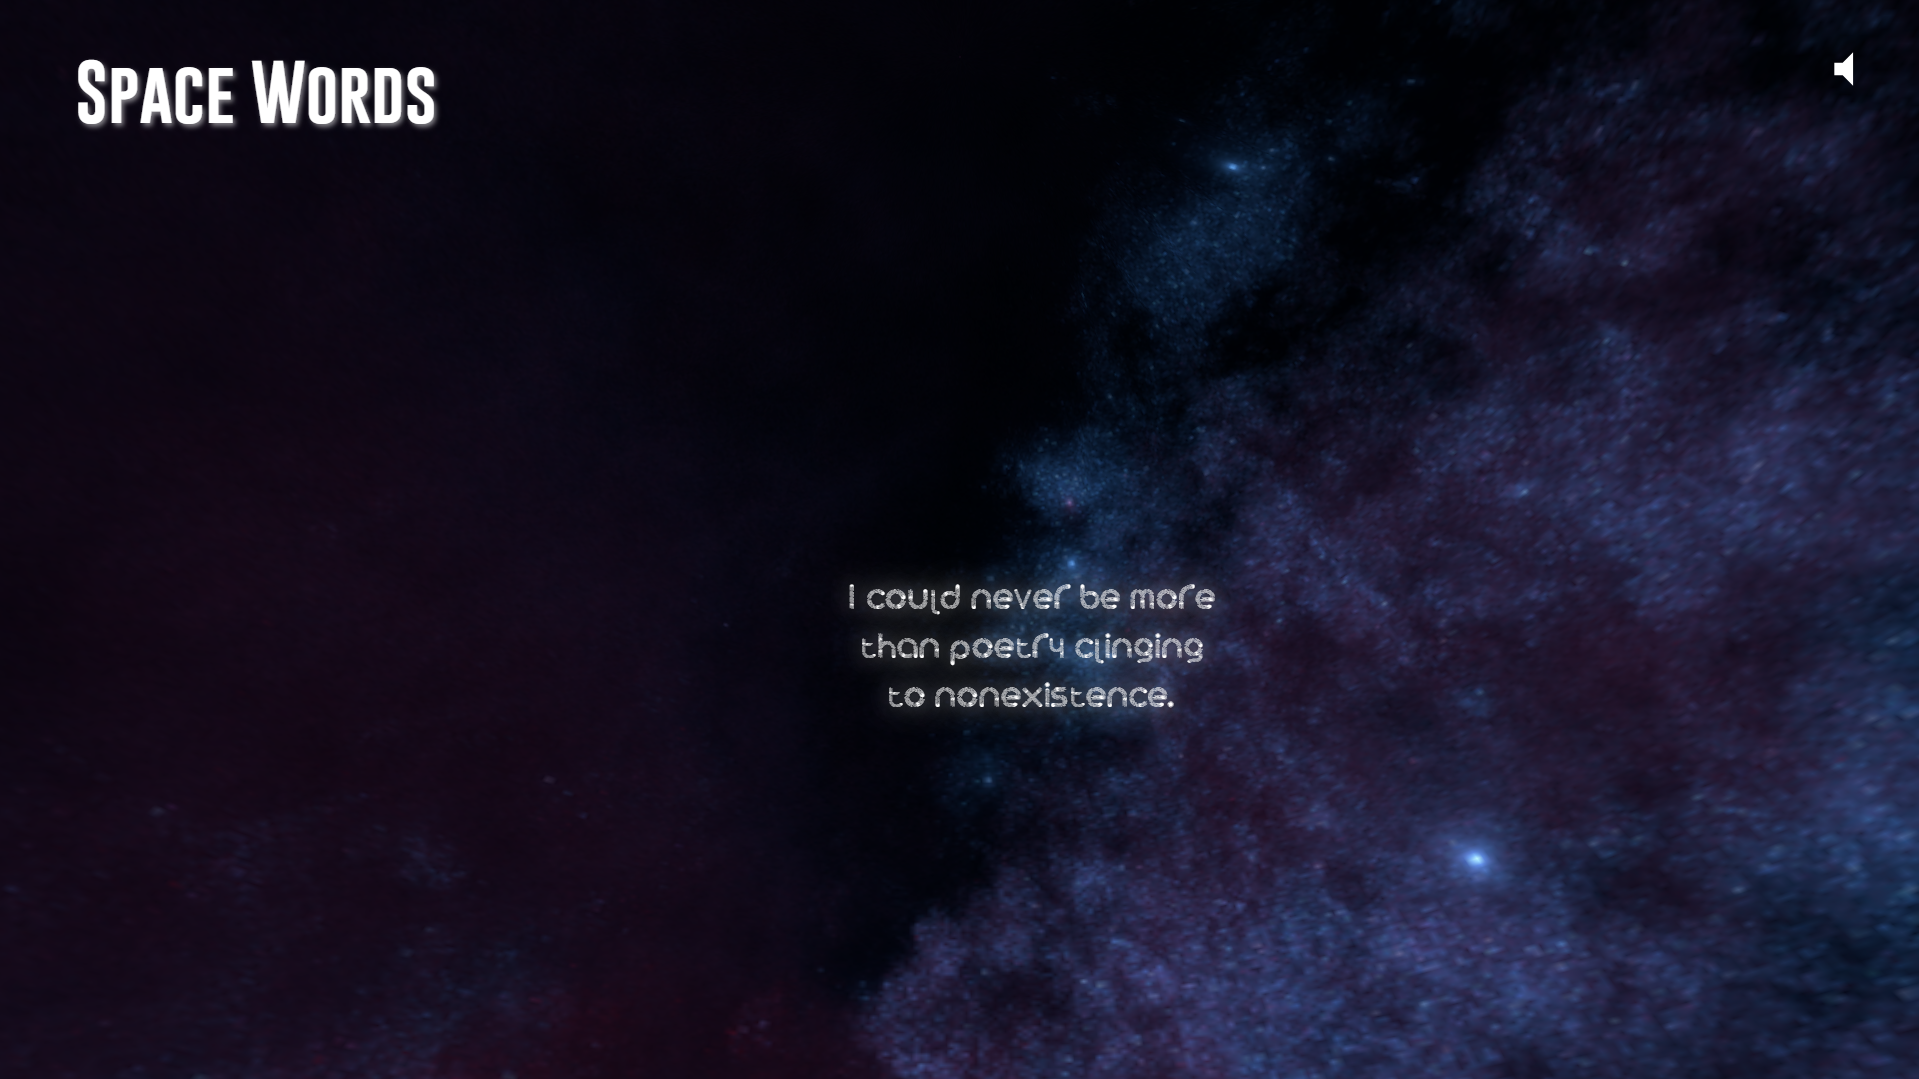 Space Words
I could never be more
than poetry clinging
to nonexistence.